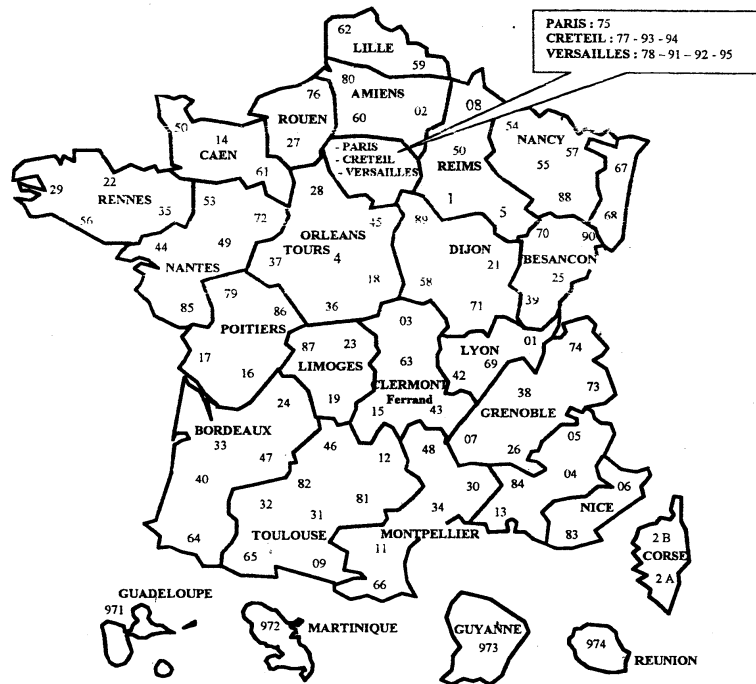 PARIS : 75
CRETEIL : 77 - 93 - 94
VERSAILLES : 78 – 91 – 92 - 95
62
LILLE
59
80
AMIENS
76
02
08
ROUEN
60
50
14
27
- PARIS
50
54
NANCY
57
CAEN
- CRETEIL
REIMS
55
67
61
- VERSAILLES
22
29
28
1
88
RENNES
53
5
68
56
35
72
45
89
70
90
44
49
ORLEANS
TOURS
DIJON
BESANCON
NANTES
37
4
21
25
18
58
79
39
85
36
71
86
03
POITIERS
01
87
23
LYON
74
17
LIMOGES
63
69
16
42
CLERMONT
38
73
24
19
Ferrand
15
43
GRENOBLE
BORDEAUX
05
33
46
48
07
26
47
12
04
40
82
30
84
06
32
81
NICE
31
34
13
64
TOULOUSE
MONTPELLIER
83
2 B
65
11
CORSE
09
66
2 A
GUADELOUPE
971
972
MARTINIQUE
GUYANNE
973
974
REUNION